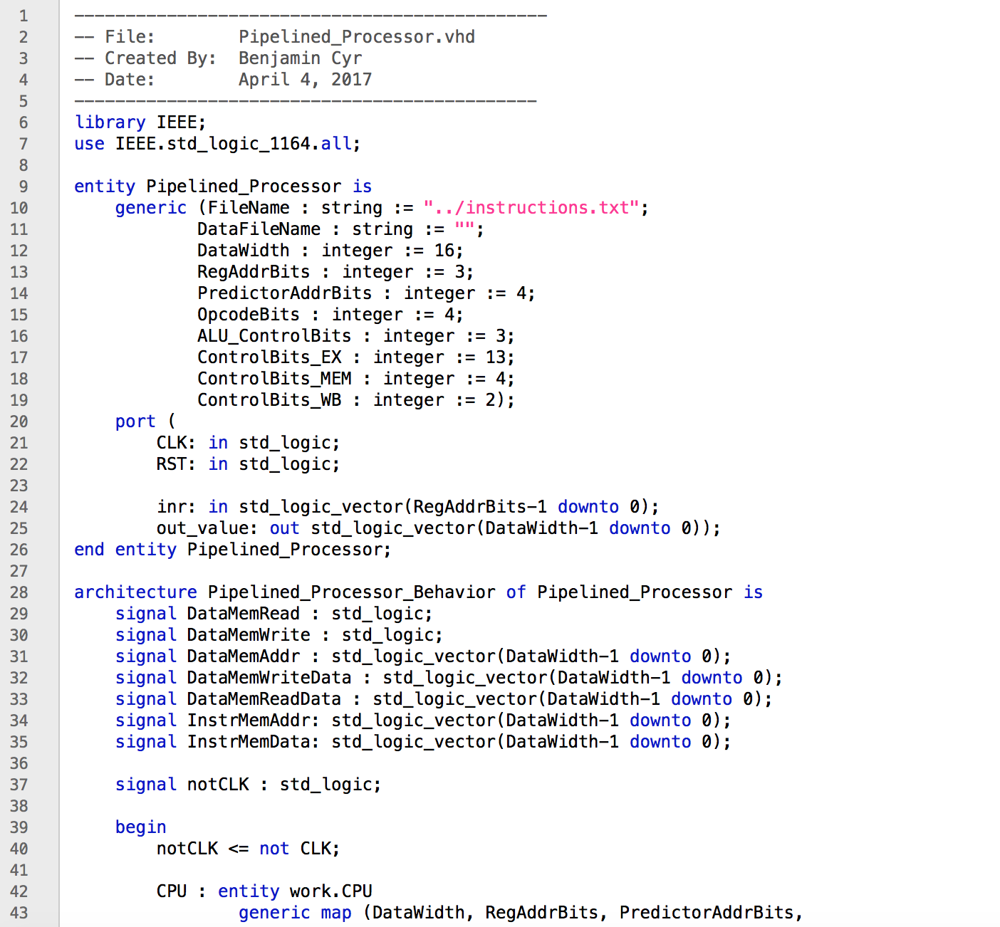 1 ----------------------------------------------
2 -- File:        Pipelined_Processor.vhd
3 -- Created By:  Benjamin Cyr
4 -- Date:        April 4, 2017
5 ---------------------------------------------
6 library IEEE;
7 use IEEE.std_logic_1164.all;
8
9 entity Pipelined_Processor is
10     generic (FileName : string := "../instructions.txt";
11             DataFileName : string := "";
12             DataWidth : integer := 16;
13             RegAddrBits : integer := 3;
14             PredictorAddrBits : integer := 4;
15             OpcodeBits : integer := 4;
16             ALU_ControlBits : integer := 3;
17             ControlBits_EX : integer := 13;
18             ControlBits_MEM : integer := 4;
19             ControlBits_WB : integer := 2);
20     port (
21         CLK: in std_logic;
22         RST: in std_logic;
23
24         inr: in std_logic_vector(RegAddrBits-1 downto 0);
25         out_value: out std_logic_vector(DataWidth-1 downto 0));
26 end entity Pipelined_Processor;
27
28 architecture Pipelined_Processor_Behavior of Pipelined_Processor is
29     signal DataMemRead : std_logic;
30     signal DataMemWrite : std_logic;
31     signal DataMemAddr : std_logic_vector(DataWidth-1 downto 0);
32     signal DataMemWriteData : std_logic_vector(DataWidth-1 downto 0);
33     signal DataMemReadData : std_logic_vector(DataWidth-1 downto 0);
34     signal InstrMemAddr: std_logic_vector(DataWidth-1 downto 0);
35     signal InstrMemData: std_logic_vector(DataWidth-1 downto 0);
36
37     signal notCLK : std_logic;
38
39     begin
40         notCLK <= not CLK;
41
42         CPU : entity work.CPU
43                 generic map (DataWidth, RegAddrBits, PredictorAddrBits,